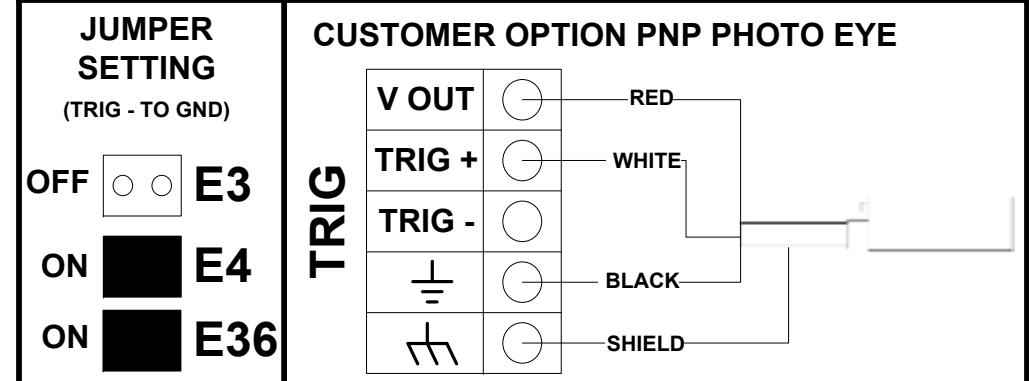 JUMPER
SETTING
(TRIG - TO GND)
OFF E3
ON E4
ON E36
CUSTOMER OPTION PNP PHOTO EYE
TRIG
V OUT RED
TRIG + WHITE
TRIG -
BLACK
SHIELD